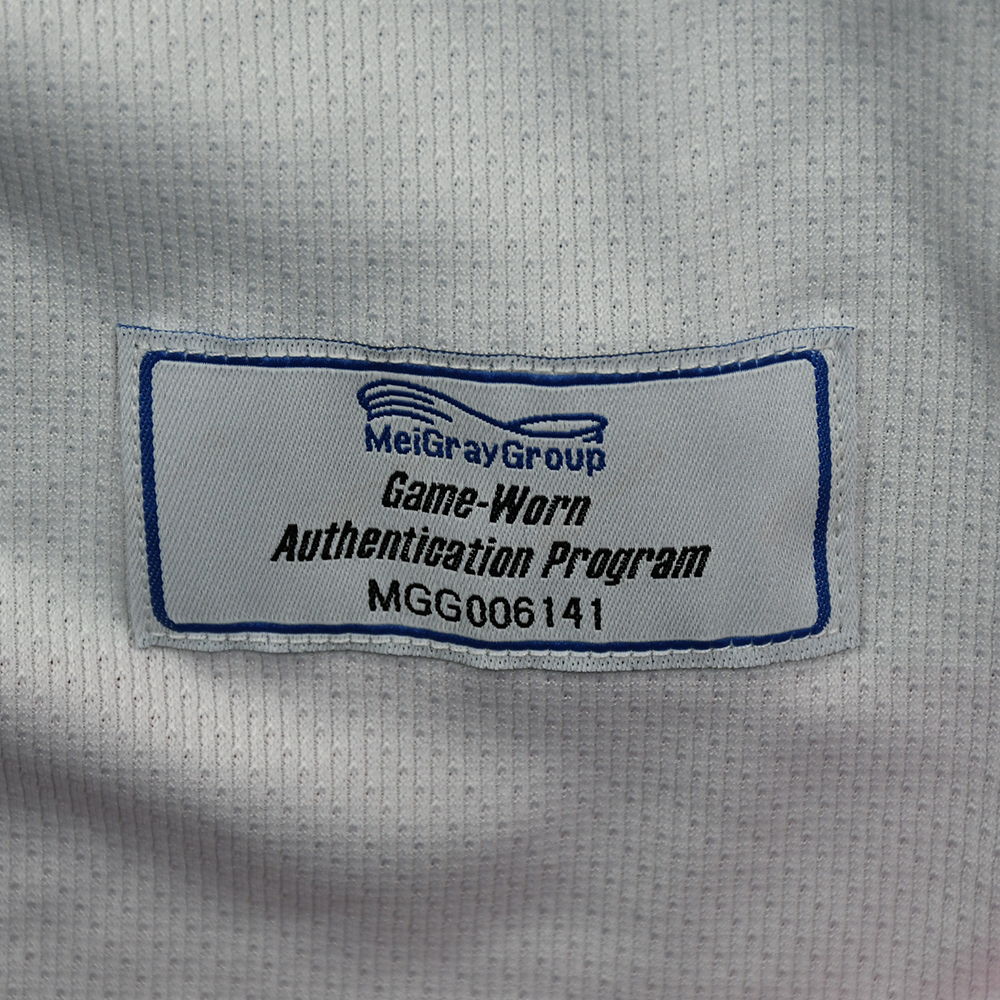 MeiGrayGroup
Game-Worn
Authentication Program
MGG006141